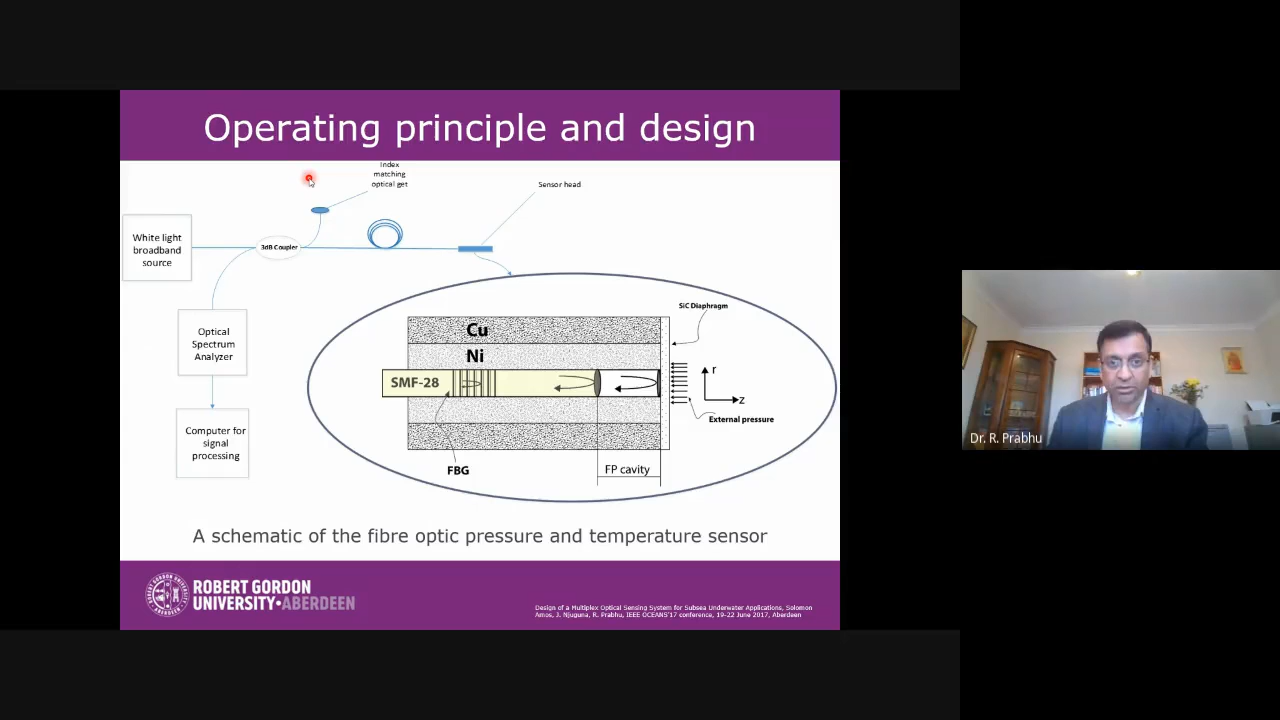 Operating principle and design
Index
matching
optical get
Sensor head
White light
broadband
source
3dB Coupler
Optical
Spectrum
Analyzer
Computer for
signal
processing
SiC Diaphragm
Cu
Ni
SMF-28
r
z
External pressure
FBG
FP cavity
A schematic of the fibre optic pressure and temperature sensor
ROBERT GORDON
UNIVERSITY•ABERDEEN
Design of a Multiplex Optical Sensing System for Subsea Underwater Applications, Solomon
Amos, J. Njuguna, R. Prabhu, IEEE OCEANS'17 conference, 19-22 June 2017, Aberdeen
Dr. R. Prabhu